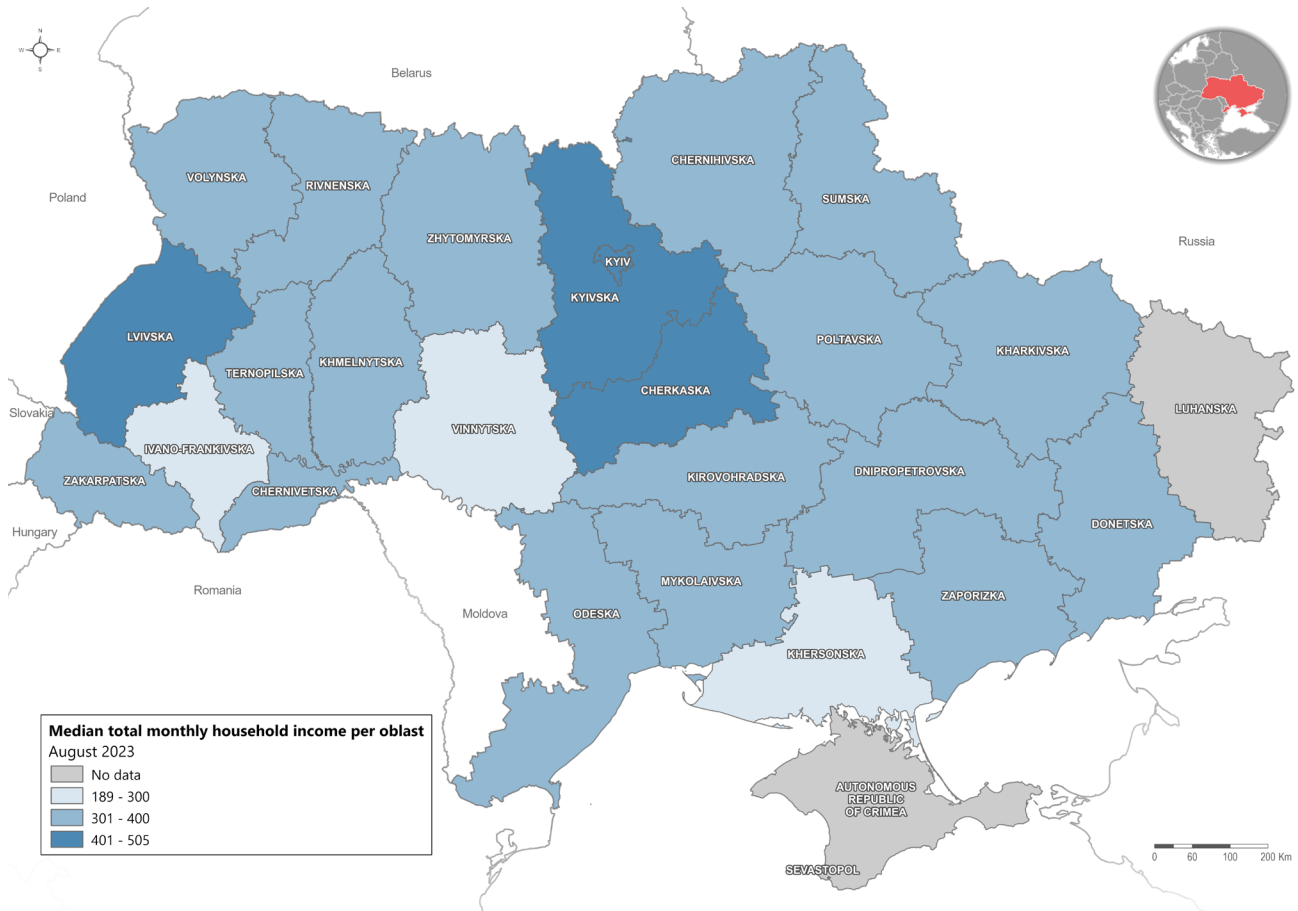 N
W
E
S
Belarus
Poland
Russia
Slovakia
Hungary
Romania
Moldova
VOLYNSKA
RIVNENSKA
ZHYTOMYRSKA
CHERNIHIVSKA
SUMSKA
KYIV
KYIVSKA
LVIVSKA
TERNOPILSKA
KHMELNYTSKA
CHERKASKA
POLTAVSKA
KHARKIVSKA
LUHANSKA
VINNYTSKA
IVANO-FRANKIVSKA
ZAKARPATSKA
CHERNIVETSKA
KIROVOHRADSKA
DNIPROPETROVSKA
DONETSKA
MYKOLAIVSKA
ODESKA
ZAPORIZKA
KHERSONSKA
AUTONOMOUS
REPUBLIC
OF CRIMEA
SEVASTOPOL
Median total monthly household income per oblast
August 2023
No data
189 - 300
301 - 400
401 - 505
0 60 100 200 Km